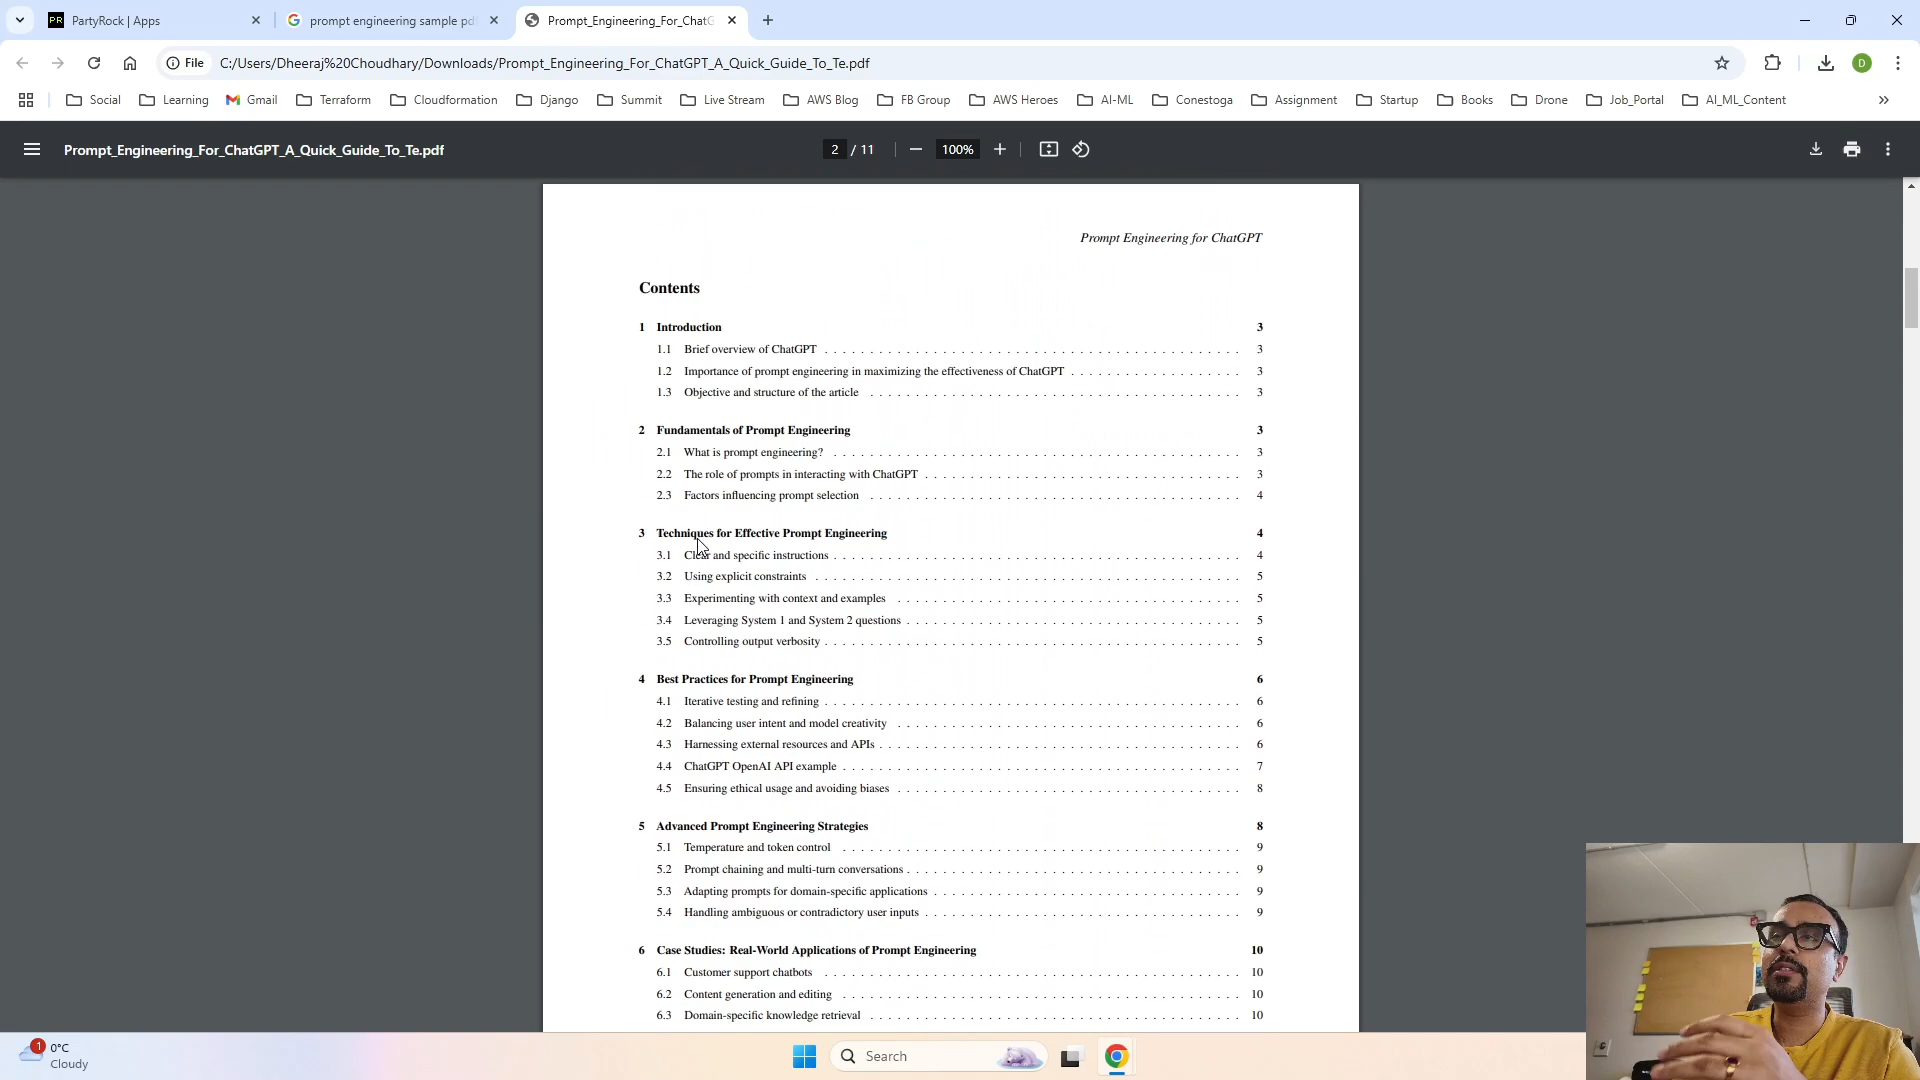 PR PartyRock | Apps
prompt engineering sample pd
Prompt_Engineering_For_ChatG
File
C:/Users/Dheeraj%20Choudhary/Downloads/Prompt_Engineering_For_ChatGPT_A_Quick_Guide_To_Te.pdf
D
Social Learning Gmail Terraform Cloudformation Django Summit Live Stream AWS Blog FB Group AWS Heroes AI-ML Conestoga Assignment Startup Books Drone Job_Portal AI_ML_Content
Prompt_Engineering_For_ChatGPT_A_Quick_Guide_To_Te.pdf
2 / 11
100%
Prompt Engineering for ChatGPT
Contents
1 Introduction 3
1.1 Brief overview of ChatGPT 3
1.2 Importance of prompt engineering in maximizing the effectiveness of ChatGPT 3
1.3 Objective and structure of the article 3
2 Fundamentals of Prompt Engineering 3
2.1 What is prompt engineering? 3
2.2 The role of prompts in interacting with ChatGPT 3
2.3 Factors influencing prompt selection 4
3 Techniques for Effective Prompt Engineering 4
3.1 Clear and specific instructions 4
3.2 Using explicit constraints 5
3.3 Experimenting with context and examples 5
3.4 Leveraging System 1 and System 2 questions 5
3.5 Controlling output verbosity 5
4 Best Practices for Prompt Engineering 6
4.1 Iterative testing and refining 6
4.2 Balancing user intent and model creativity 6
4.3 Harnessing external resources and APIs 6
4.4 ChatGPT OpenAI API example 7
4.5 Ensuring ethical usage and avoiding biases 8
5 Advanced Prompt Engineering Strategies 8
5.1 Temperature and token control 9
5.2 Prompt chaining and multi-turn conversations 9
5.3 Adapting prompts for domain-specific applications 9
5.4 Handling ambiguous or contradictory user inputs 9
6 Case Studies: Real-World Applications of Prompt Engineering 10
6.1 Customer support chatbots 10
6.2 Content generation and editing 10
6.3 Domain-specific knowledge retrieval 10
1
0°C
Cloudy
Search